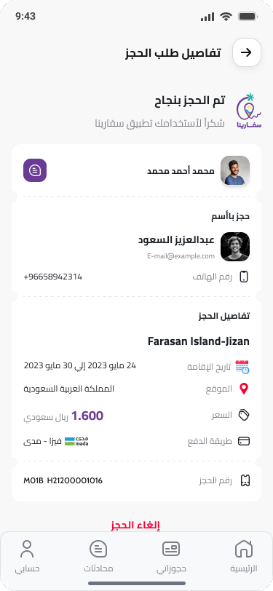 9:43
تفاصيل طلب الحجز
تم الحجز بنجاح
شكراً لأستخدامك تطبيق سفارينا
سفارينا
محمد أحمد محمد
حجز بأاسم
عبدالعزيز السعود
E-mail@example.com
رقم الهاتف
+96658942314
تفاصيل الحجز
Farasan Island-Jizan
تاريخ الإقامة
24 مايو 2023 إلي 30 مايو 2023
الموقع
المملكة العربية السعودية
السعر
1.600 ريال سعودي
طريقة الدفع
فيزا - مدى
مدى
mada
رقم الحجز
M01B H21200001016
إلغاء الحجز
الرئيسية
حجوزاتي
محادثات
حسابي